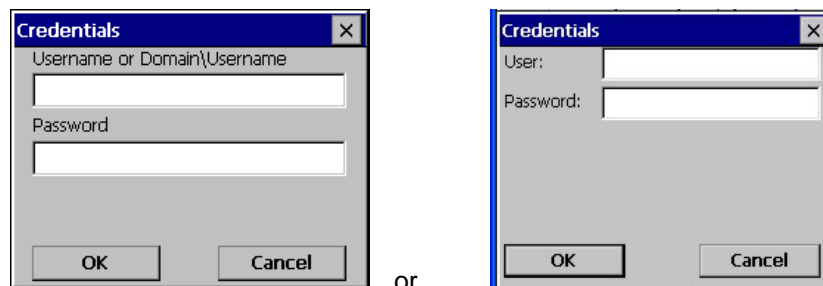 Credentials
Username or Domain\Username
Password
OK Cancel
or
Credentials
User:
Password:
OK Cancel